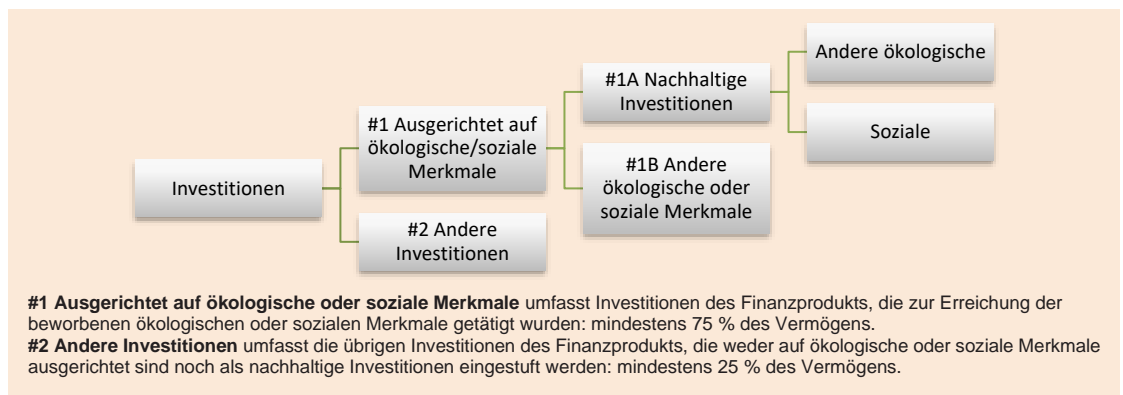 Investitionen
#1 Ausgerichtet auf
ökologische/soziale
Merkmale
#2 Andere
Investitionen
#1A Nachhaltige
Investitionen
#1B Andere
ökologische oder
soziale Merkmale
Andere ökologische
Soziale
#1 Ausgerichtet auf ökologische oder soziale Merkmale umfasst Investitionen des Finanzprodukts, die zur Erreichung der
beworbenen ökologischen oder sozialen Merkmale getätigt wurden: mindestens 75 % des Vermögens.
#2 Andere Investitionen umfasst die übrigen Investitionen des Finanzprodukts, die weder auf ökologische oder soziale Merkmale
ausgerichtet sind noch als nachhaltige Investitionen eingestuft werden: mindestens 25 % des Vermögens.